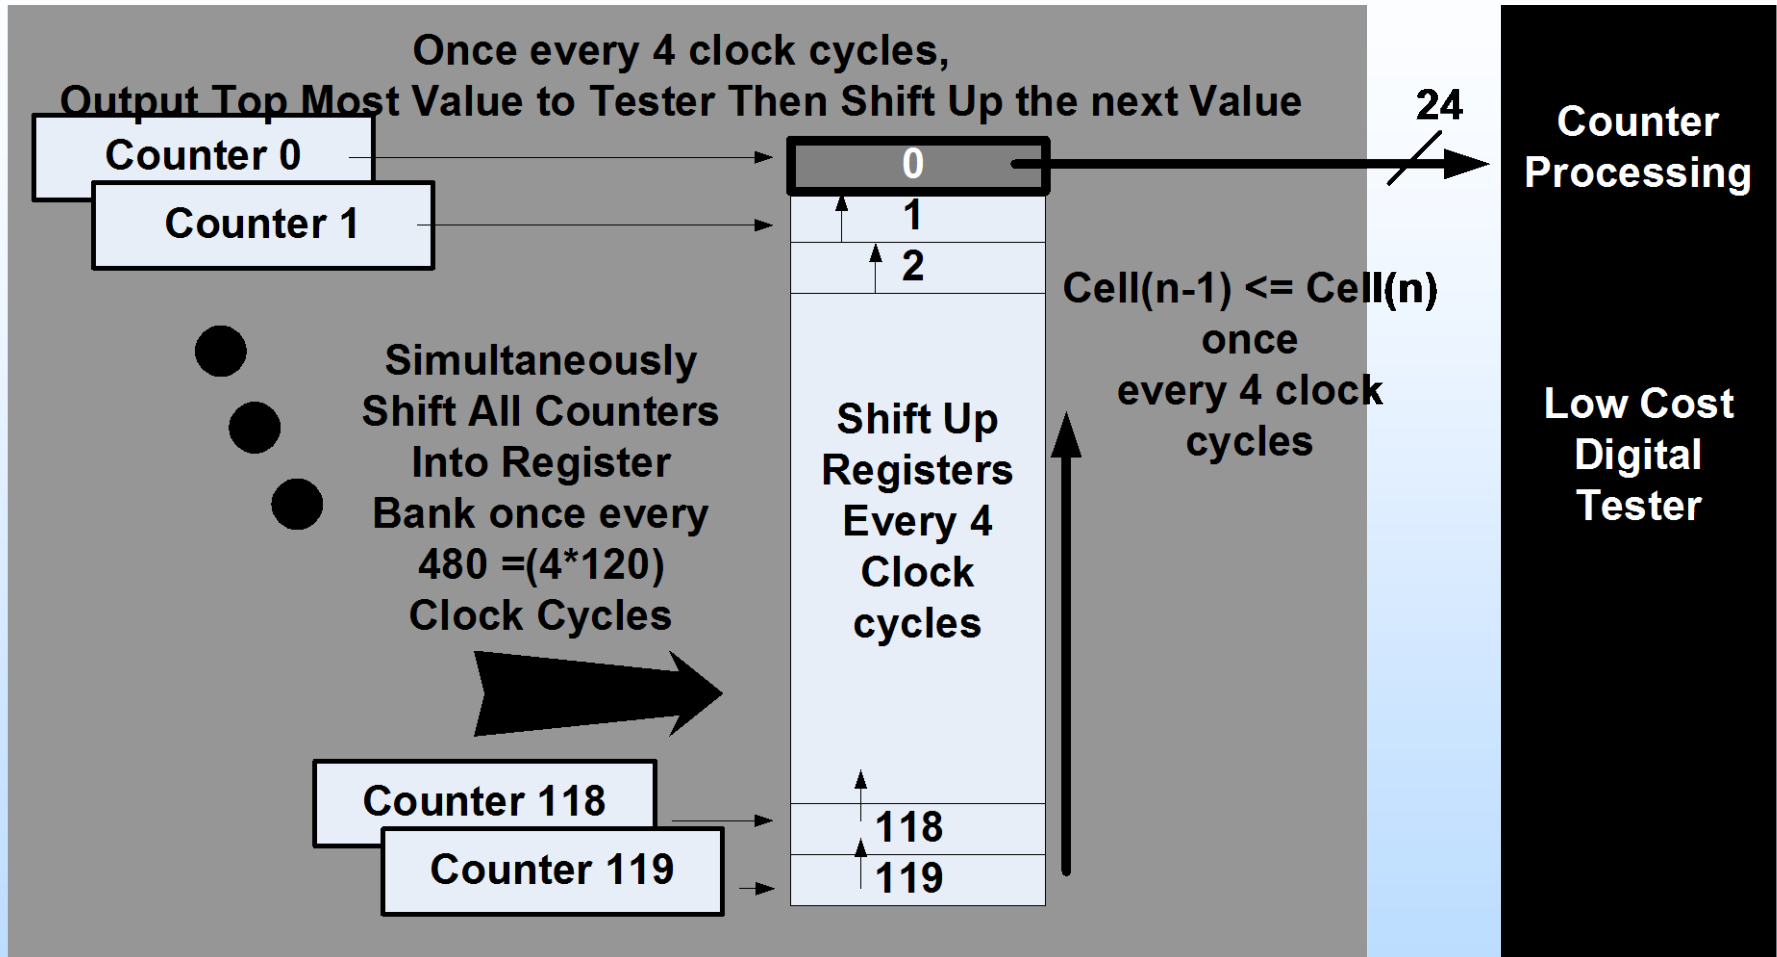 Once every 4 clock cycles,
Output Top Most Value to Tester Then Shift Up the next Value
Counter 0
Counter 1
0
1
2
24
Counter
Processing
Cell(n-1) <= Cell(n)
once
every 4 clock
cycles
Simultaneously
Shift All Counters
Into Register
Bank once every
480 =(4*120)
Clock Cycles
Shift Up
Registers
Every 4
Clock
cycles
Low Cost
Digital
Tester
Counter 118
Counter 119
118
119